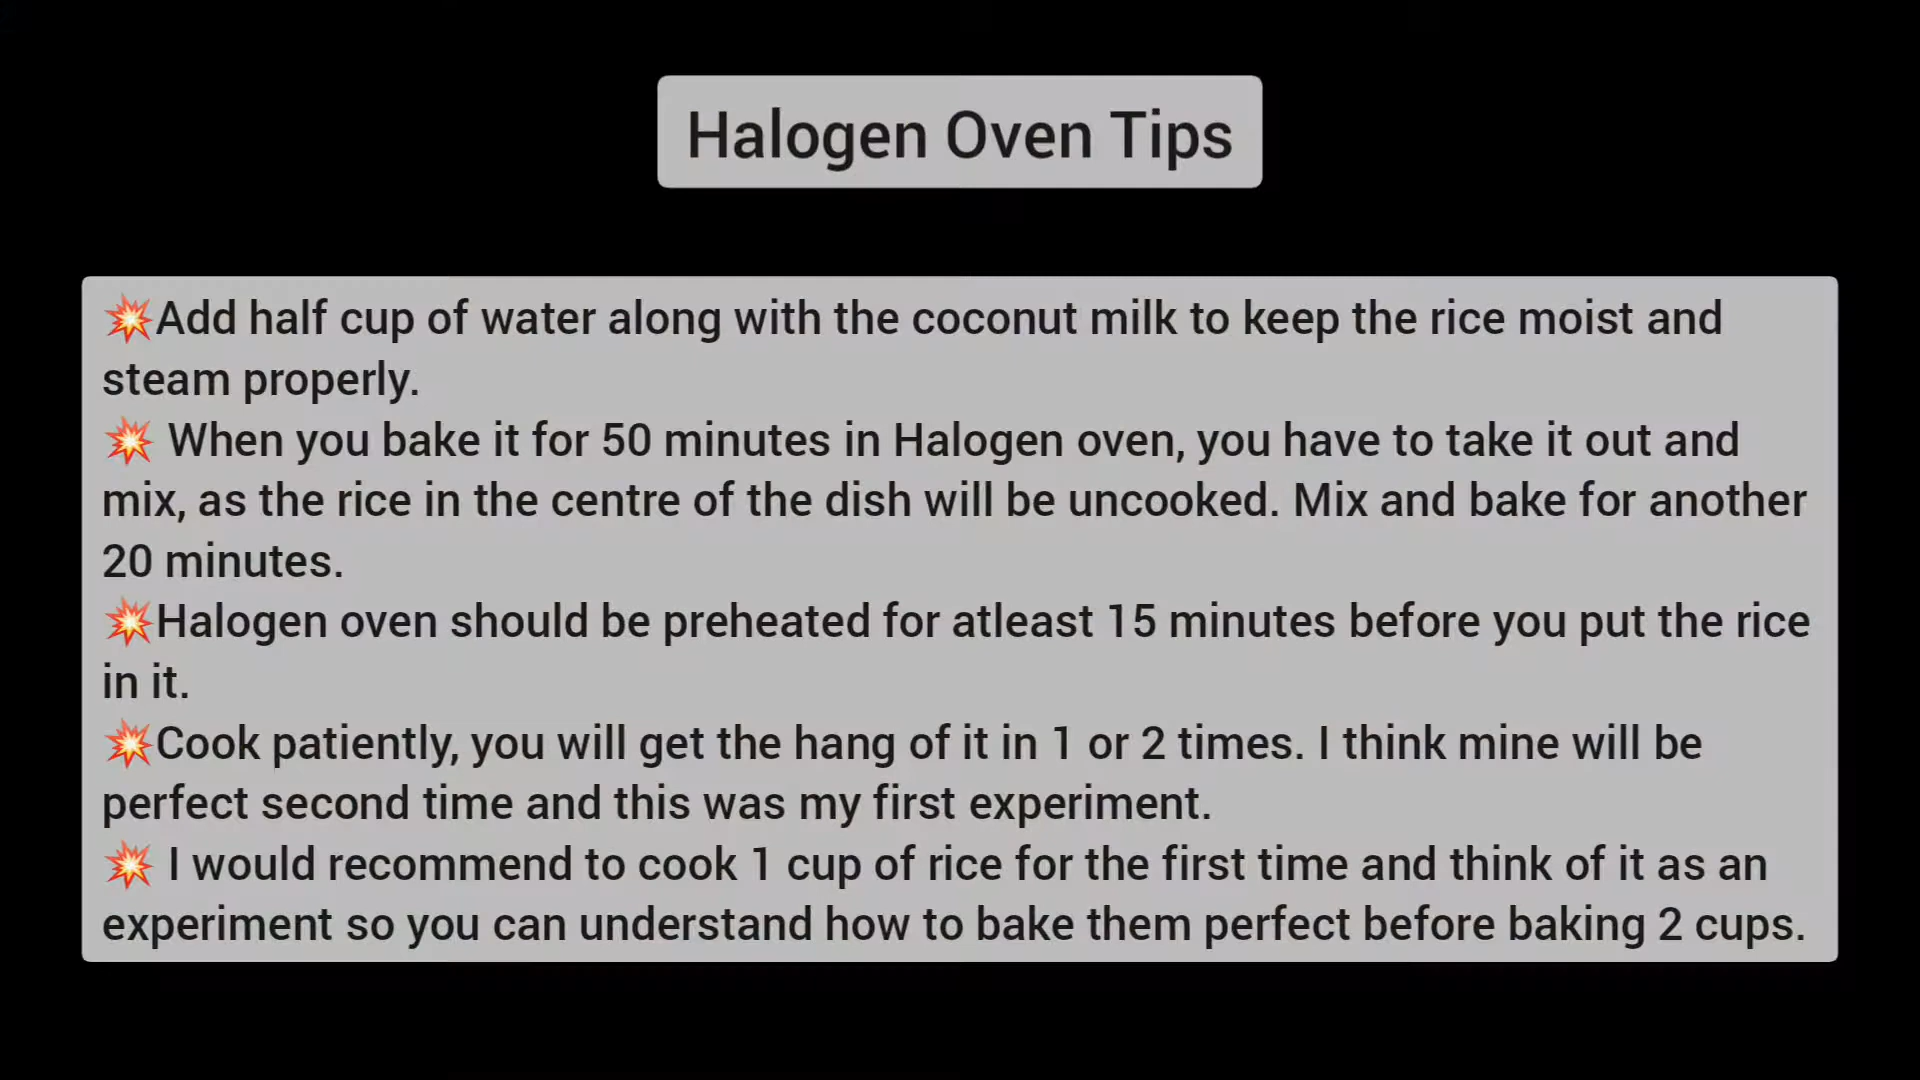 Halogen Oven Tips
💥Add half cup of water along with the coconut milk to keep the rice moist and
steam properly.
💥 When you bake it for 50 minutes in Halogen oven, you have to take it out and
mix, as the rice in the centre of the dish will be uncooked. Mix and bake for another
20 minutes.
💥Halogen oven should be preheated for atleast 15 minutes before you put the rice
in it.
💥Cook patiently, you will get the hang of it in 1 or 2 times. I think mine will be
perfect second time and this was my first experiment.
💥 I would recommend to cook 1 cup of rice for the first time and think of it as an
experiment so you can understand how to bake them perfect before baking 2 cups.